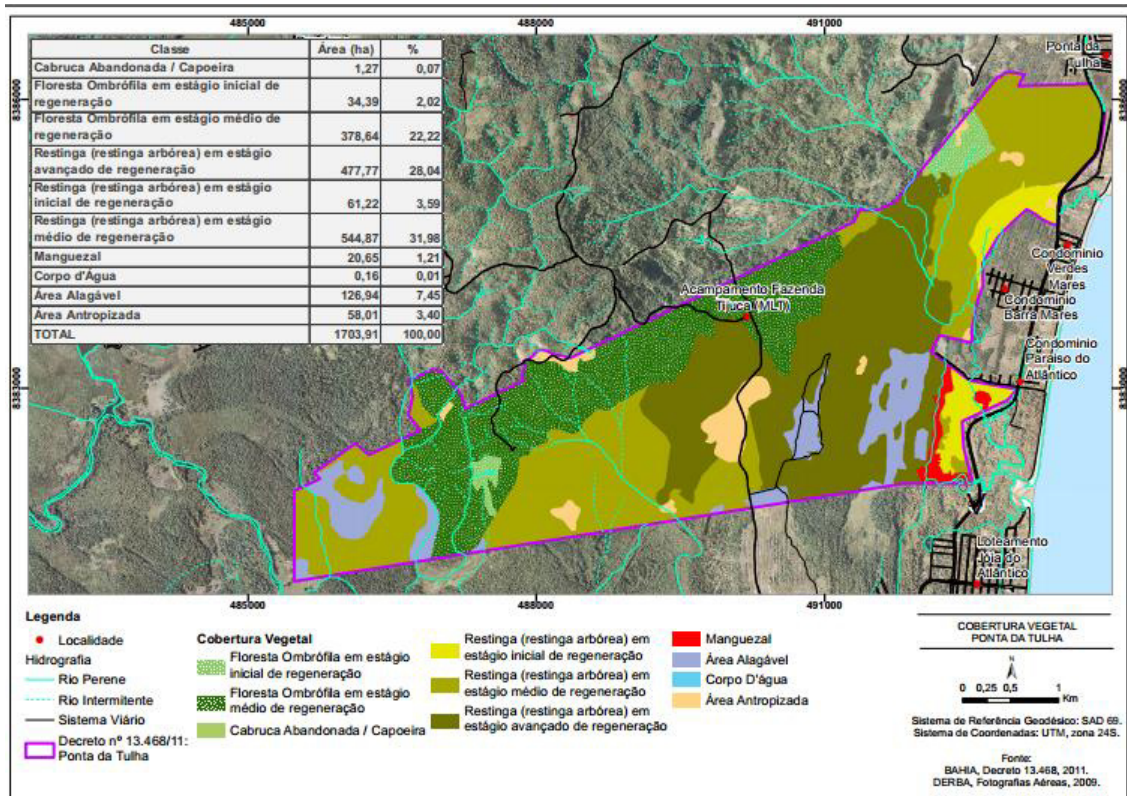 485000
488000
491000
8386000
8383000
8386000
8383000
Classe Área (ha) %
Cabruca Abandonada / Capoeira 1,27 0,07
Floresta Ombrófila em estágio inicial de
regeneração 34,39 2,02
Floresta Ombrófila em estágio médio de
regeneração 378,64 22,22
Restinga (restinga arbórea) em estágio
avançado de regeneração 477,77 28,04
Restinga (restinga arbórea) em estágio
inicial de regeneração 61,22 3,59
Restinga (restinga arbórea) em estágio
médio de regeneração 544,87 31,98
Manguezal 20,65 1,21
Corpo d'Água 0,16 0,01
Área Alagável 126,94 7,45
Área Antropizada 58,01 3,40
TOTAL 1703,91 100,00
Ponta da
Tulha
Condominio
Verdes
Mares
Condominio
Barra Mares
Acampamento Fazenda
Tijuca (MLT)
Condominio
Paraiso do
Atlântico
Loteamento
Jóia do
Atlântico
485000
488000
491000
Legenda
Localidade
Hidrografia
Rio Perene
Rio Intermitente
Sistema Viário
Decreto nº 13.468/11:
Ponta da Tulha
Cobertura Vegetal
Floresta Ombrófila em estágio
inicial de regeneração
Floresta Ombrófila em estágio
médio de regeneração
Cabruca Abandonada / Capoeira
Restinga (restinga arbórea) em
estágio inicial de regeneração
Restinga (restinga arbórea) em
estágio médio de regeneração
Restinga (restinga arbórea) em
estágio avançado de regeneração
Manguezal
Área Alagável
Corpo D'água
Área Antropizada
COBERTURA VEGETAL
PONTA DA TULHA
N
0 0,25 0,5 1
Km
Sistema de Referência Geodésico: SAD 69.
Sistema de Coordenadas: UTM, zona 24S.
Fonte:
BAHIA, Decreto 13.468, 2011.
DERBA, Fotografias Aéreas, 2009.